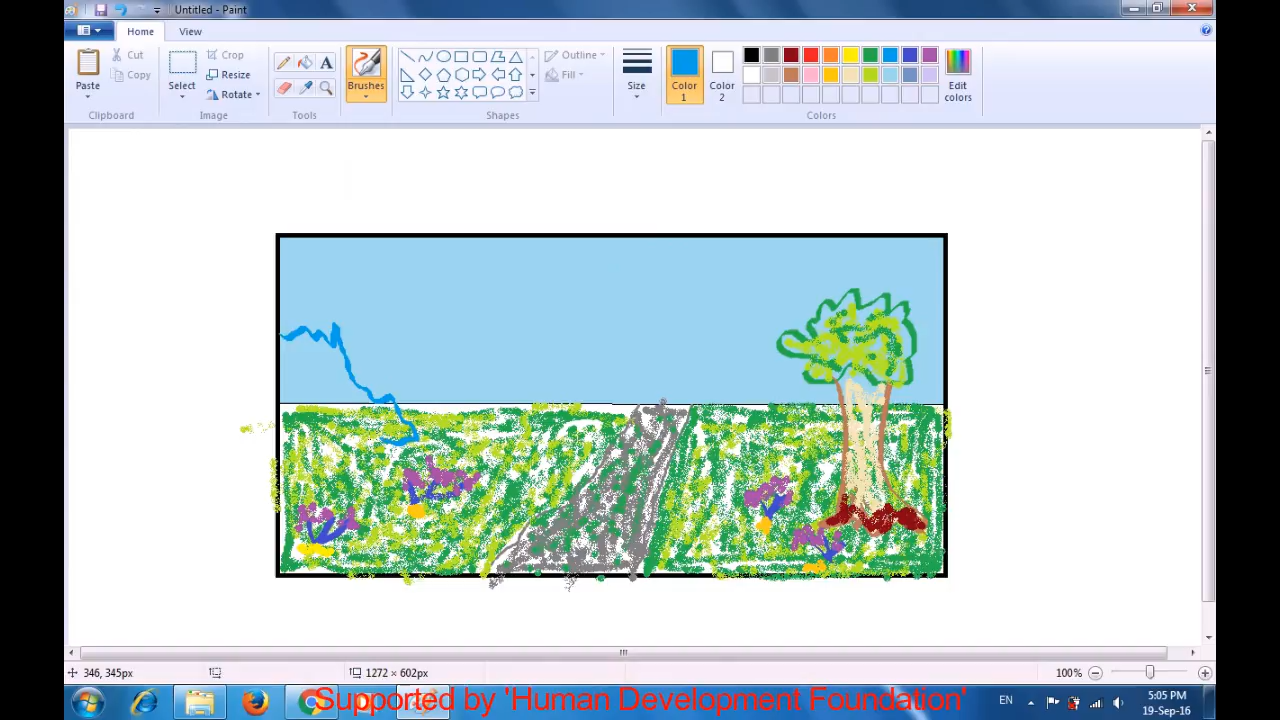 Untitled - Paint
Home View
Paste
Cut
Copy
Clipboard
Select
Crop
Resize
Rotate
Image
A
Tools
Brushes
Outline
Fill
Shapes
Size
Color 1
Color 2
Edit colors
Colors
346, 345px
1272 × 602px
100%
EN
5:05 PM
19-Sep-16
Supported by 'Human Development Foundation'